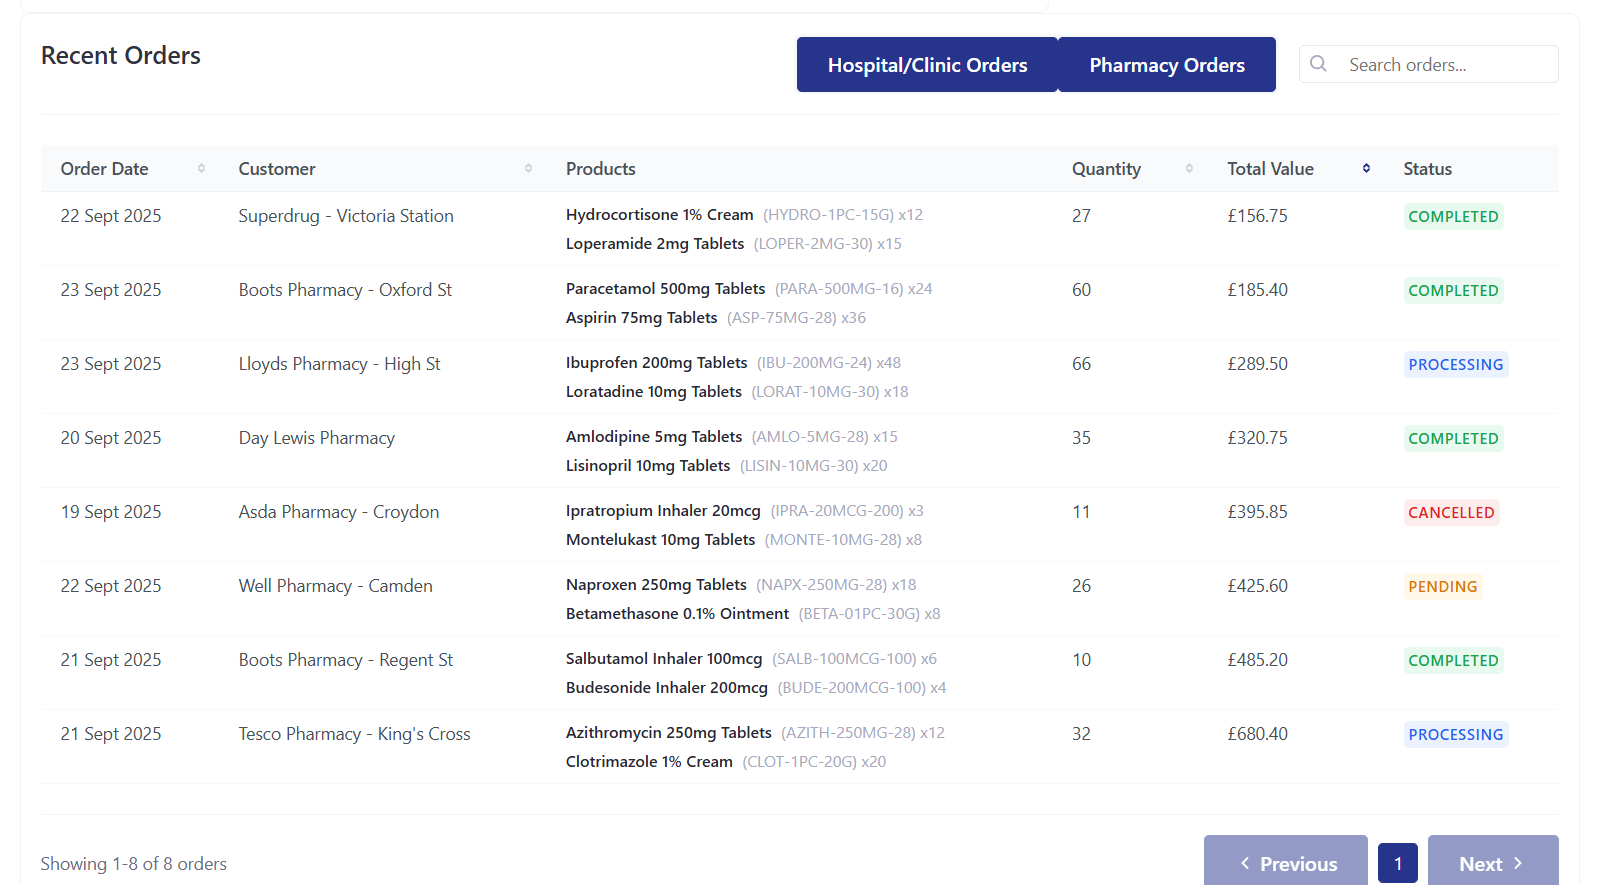 Recent Orders
Hospital/Clinic Orders Pharmacy Orders Search orders...
Order Date Customer Products Quantity Total Value Status
22 Sept 2025 Superdrug - Victoria Station Hydrocortisone 1% Cream (HYDRO-1PC-15G) x12 27 £156.75 COMPLETED
Loperamide 2mg Tablets (LOPER-2MG-30) x15
23 Sept 2025 Boots Pharmacy - Oxford St Paracetamol 500mg Tablets (PARA-500MG-16) x24 60 £185.40 COMPLETED
Aspirin 75mg Tablets (ASP-75MG-28) x36
23 Sept 2025 Lloyds Pharmacy - High St Ibuprofen 200mg Tablets (IBU-200MG-24) x48 66 £289.50 PROCESSING
Loratadine 10mg Tablets (LORAT-10MG-30) x18
20 Sept 2025 Day Lewis Pharmacy Amlodipine 5mg Tablets (AMLO-5MG-28) x15 35 £320.75 COMPLETED
Lisinopril 10mg Tablets (LISIN-10MG-30) x20
19 Sept 2025 Asda Pharmacy - Croydon Ipratropium Inhaler 20mcg (IPRA-20MCG-200) x3 11 £395.85 CANCELLED
Montelukast 10mg Tablets (MONTE-10MG-28) x8
22 Sept 2025 Well Pharmacy - Camden Naproxen 250mg Tablets (NAPX-250MG-28) x18 26 £425.60 PENDING
Betamethasone 0.1% Ointment (BETA-01PC-30G) x8
21 Sept 2025 Boots Pharmacy - Regent St Salbutamol Inhaler 100mcg (SALB-100MCG-100) x6 10 £485.20 COMPLETED
Budesonide Inhaler 200mcg (BUDE-200MCG-100) x4
21 Sept 2025 Tesco Pharmacy - King's Cross Azithromycin 250mg Tablets (AZITH-250MG-28) x12 32 £680.40 PROCESSING
Clotrimazole 1% Cream (CLOT-1PC-20G) x20
Showing 1-8 of 8 orders Previous 1 Next